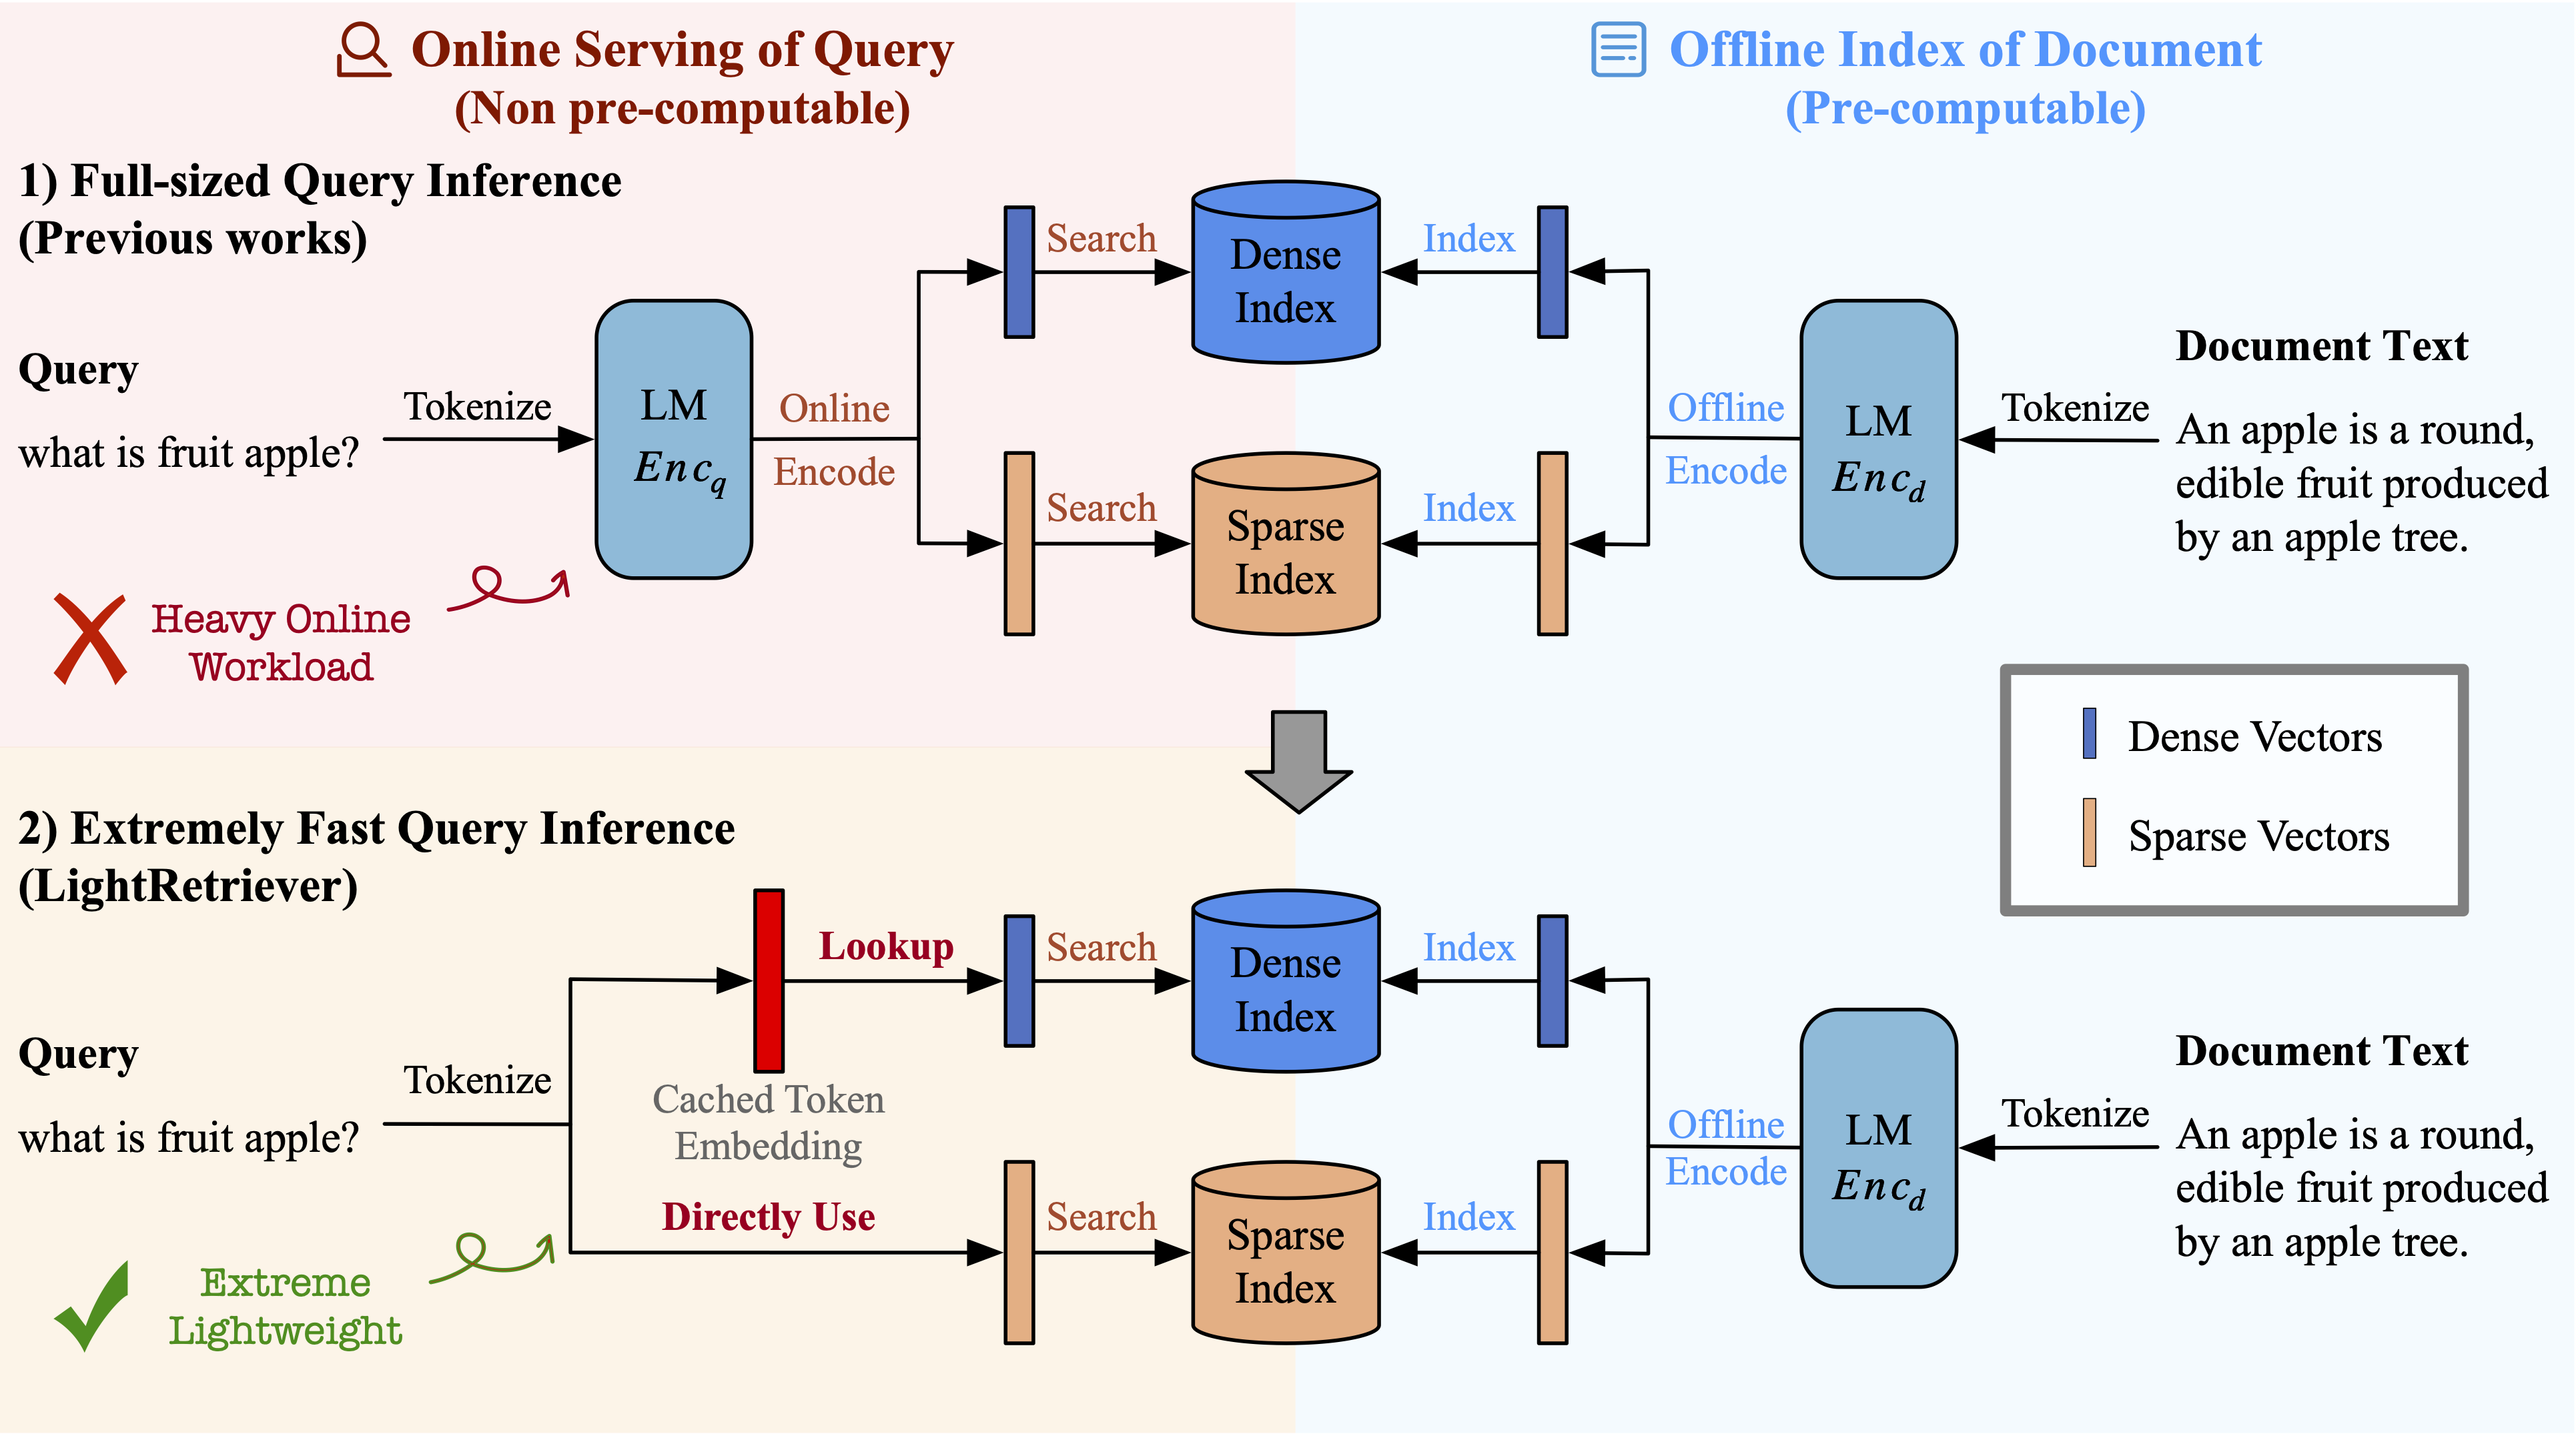 Online Serving of Query
(Non pre-computable)
Offline Index of Document
(Pre-computable)
1) Full-sized Query Inference
(Previous works)
Query
what is fruit apple?
Tokenize
LM
Enc_q
Online
Encode
Search
Search
Dense
Index
Sparse
Index
Index
Index
Offline
Encode
LM
Enc_d
Tokenize
Document Text
An apple is a round,
edible fruit produced
by an apple tree.
Heavy Online
Workload
Dense Vectors
Sparse Vectors
2) Extremely Fast Query Inference
(LightRetriever)
Query
what is fruit apple?
Tokenize
Lookup
Cached Token
Embedding
Directly Use
Search
Search
Dense
Index
Sparse
Index
Index
Index
Offline
Encode
LM
Enc_d
Tokenize
Document Text
An apple is a round,
edible fruit produced
by an apple tree.
Extreme
Lightweight